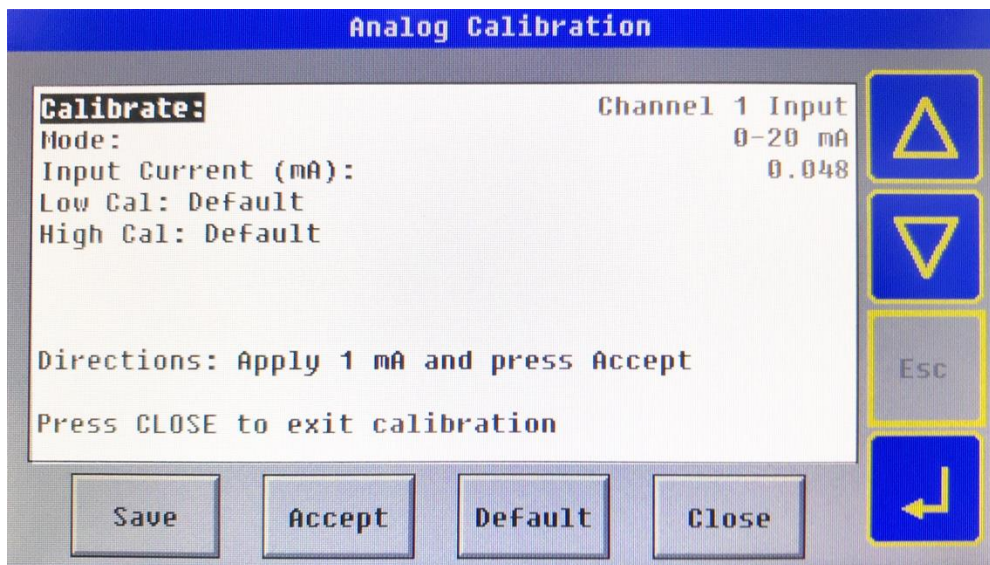 Analog Calibration
Calibrate: Channel 1 Input
Mode: 0-20 mA
Input Current (mA): 0.048
Low Cal: Default
High Cal: Default
Directions: Apply 1 mA and press Accept
Press CLOSE to exit calibration
Esc
Save Accept Default Close